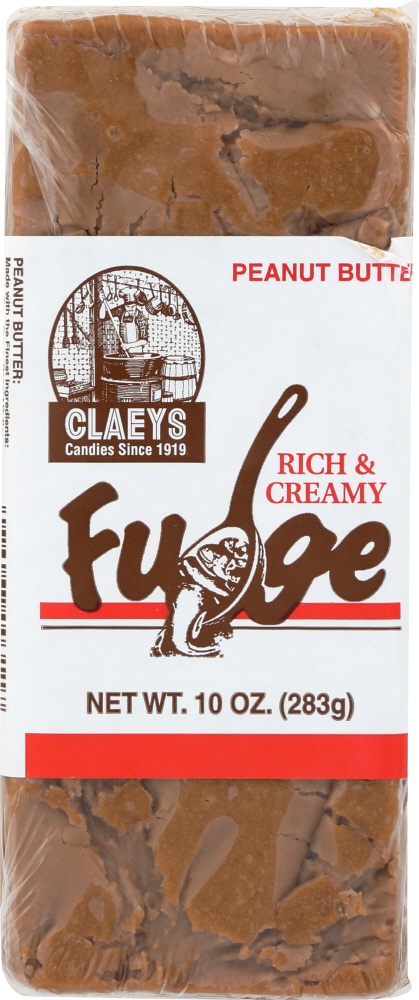 PEANUT BUTTE
CLAEYS
Candies Since 1919
RICH &
CREAMY
Fudge
NET WT. 10 OZ. (283g)
PEANUT BUTTER:
Made with the Finest Ingredients: